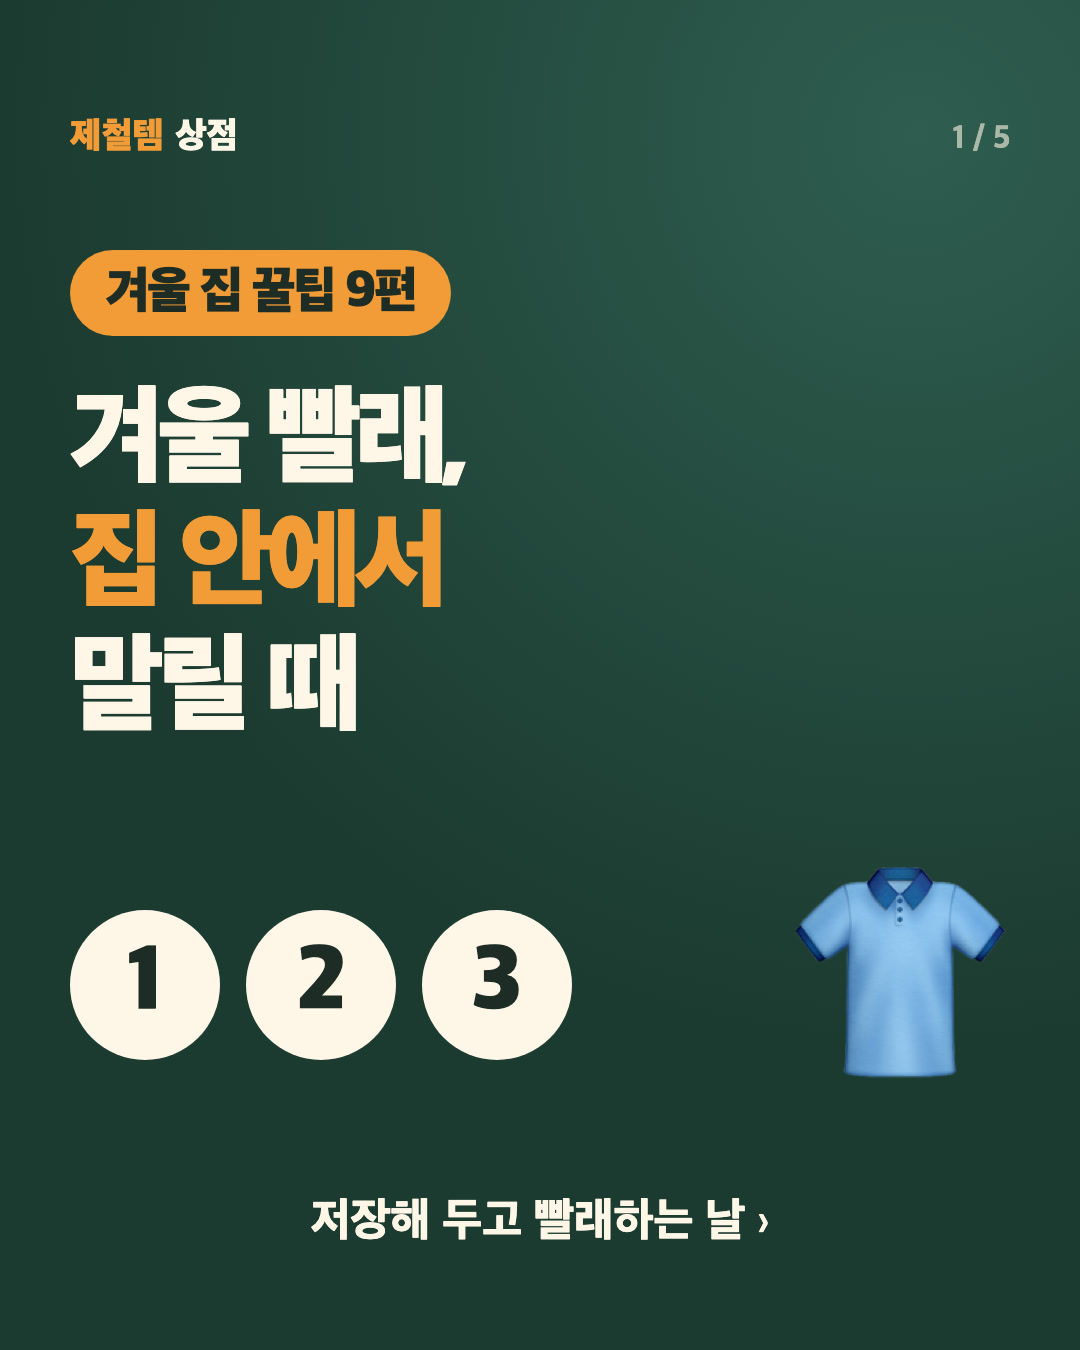 제철템 상점
1 / 5
겨울 집 꿀팁 9편
겨울 빨래,
집 안에서
말릴 때
1 2 3
저장해 두고 빨래하는 날 ›